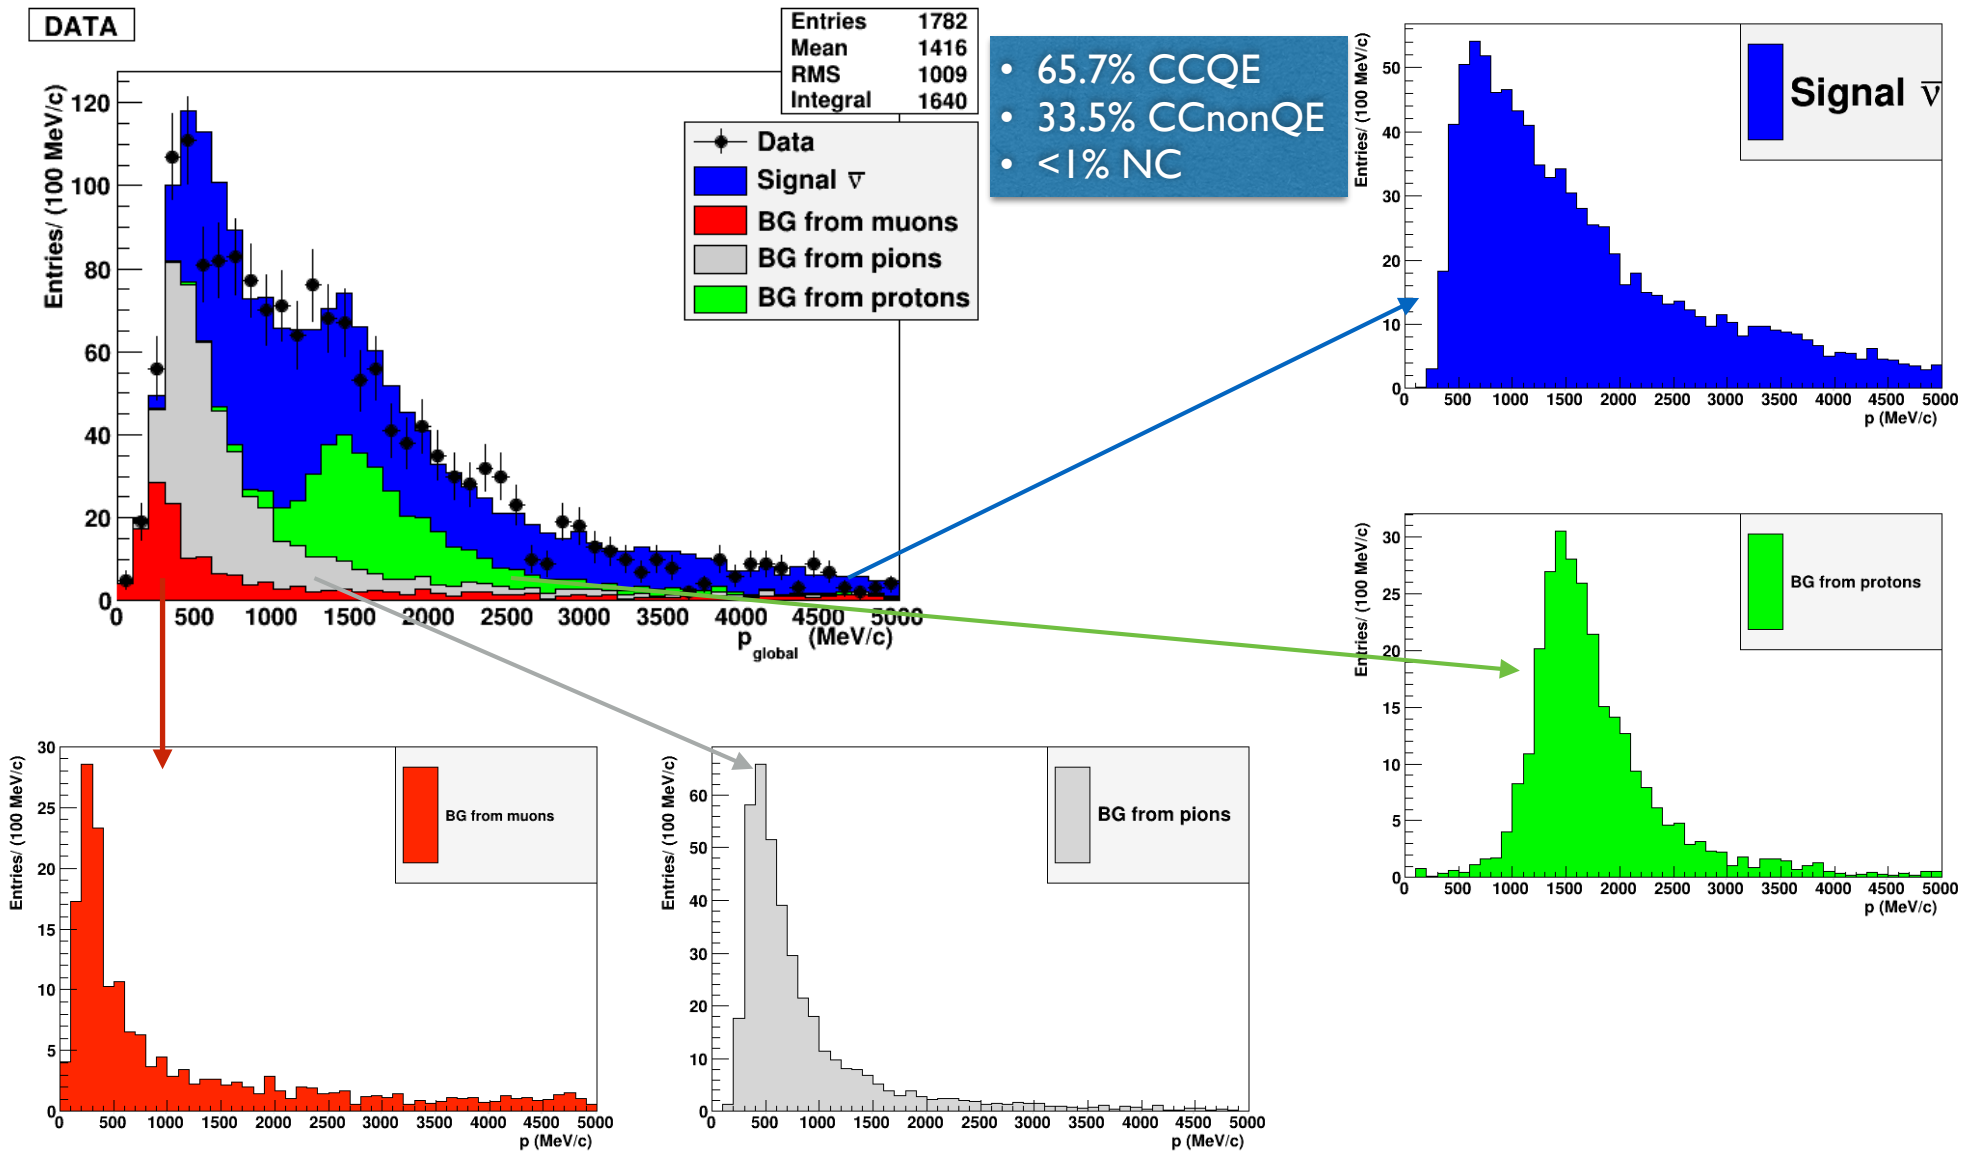 DATA
Entries 1782
Mean 1416
RMS 1009
Integral 1640
Entries/ (100 MeV/c)
120
100
80
60
40
20
0
0 500 1000 1500 2000 2500 3000 3500 4000 4500 5000
p_global (MeV/c)
Data
Signal ν̅
BG from muons
BG from pions
BG from protons
• 65.7% CCQE
• 33.5% CCnonQE
• <1% NC
Entries/ (100 MeV/c)
50
40
30
20
10
0
0 500 1000 1500 2000 2500 3000 3500 4000 4500 5000
p (MeV/c)
Signal ν̅
Entries/ (100 MeV/c)
30
25
20
15
10
5
0
0 500 1000 1500 2000 2500 3000 3500 4000 4500 5000
p (MeV/c)
BG from protons
Entries/ (100 MeV/c)
30
25
20
15
10
5
0
0 500 1000 1500 2000 2500 3000 3500 4000 4500 5000
p (MeV/c)
BG from muons
Entries/ (100 MeV/c)
60
50
40
30
20
10
0
0 500 1000 1500 2000 2500 3000 3500 4000 4500 5000
p (MeV/c)
BG from pions